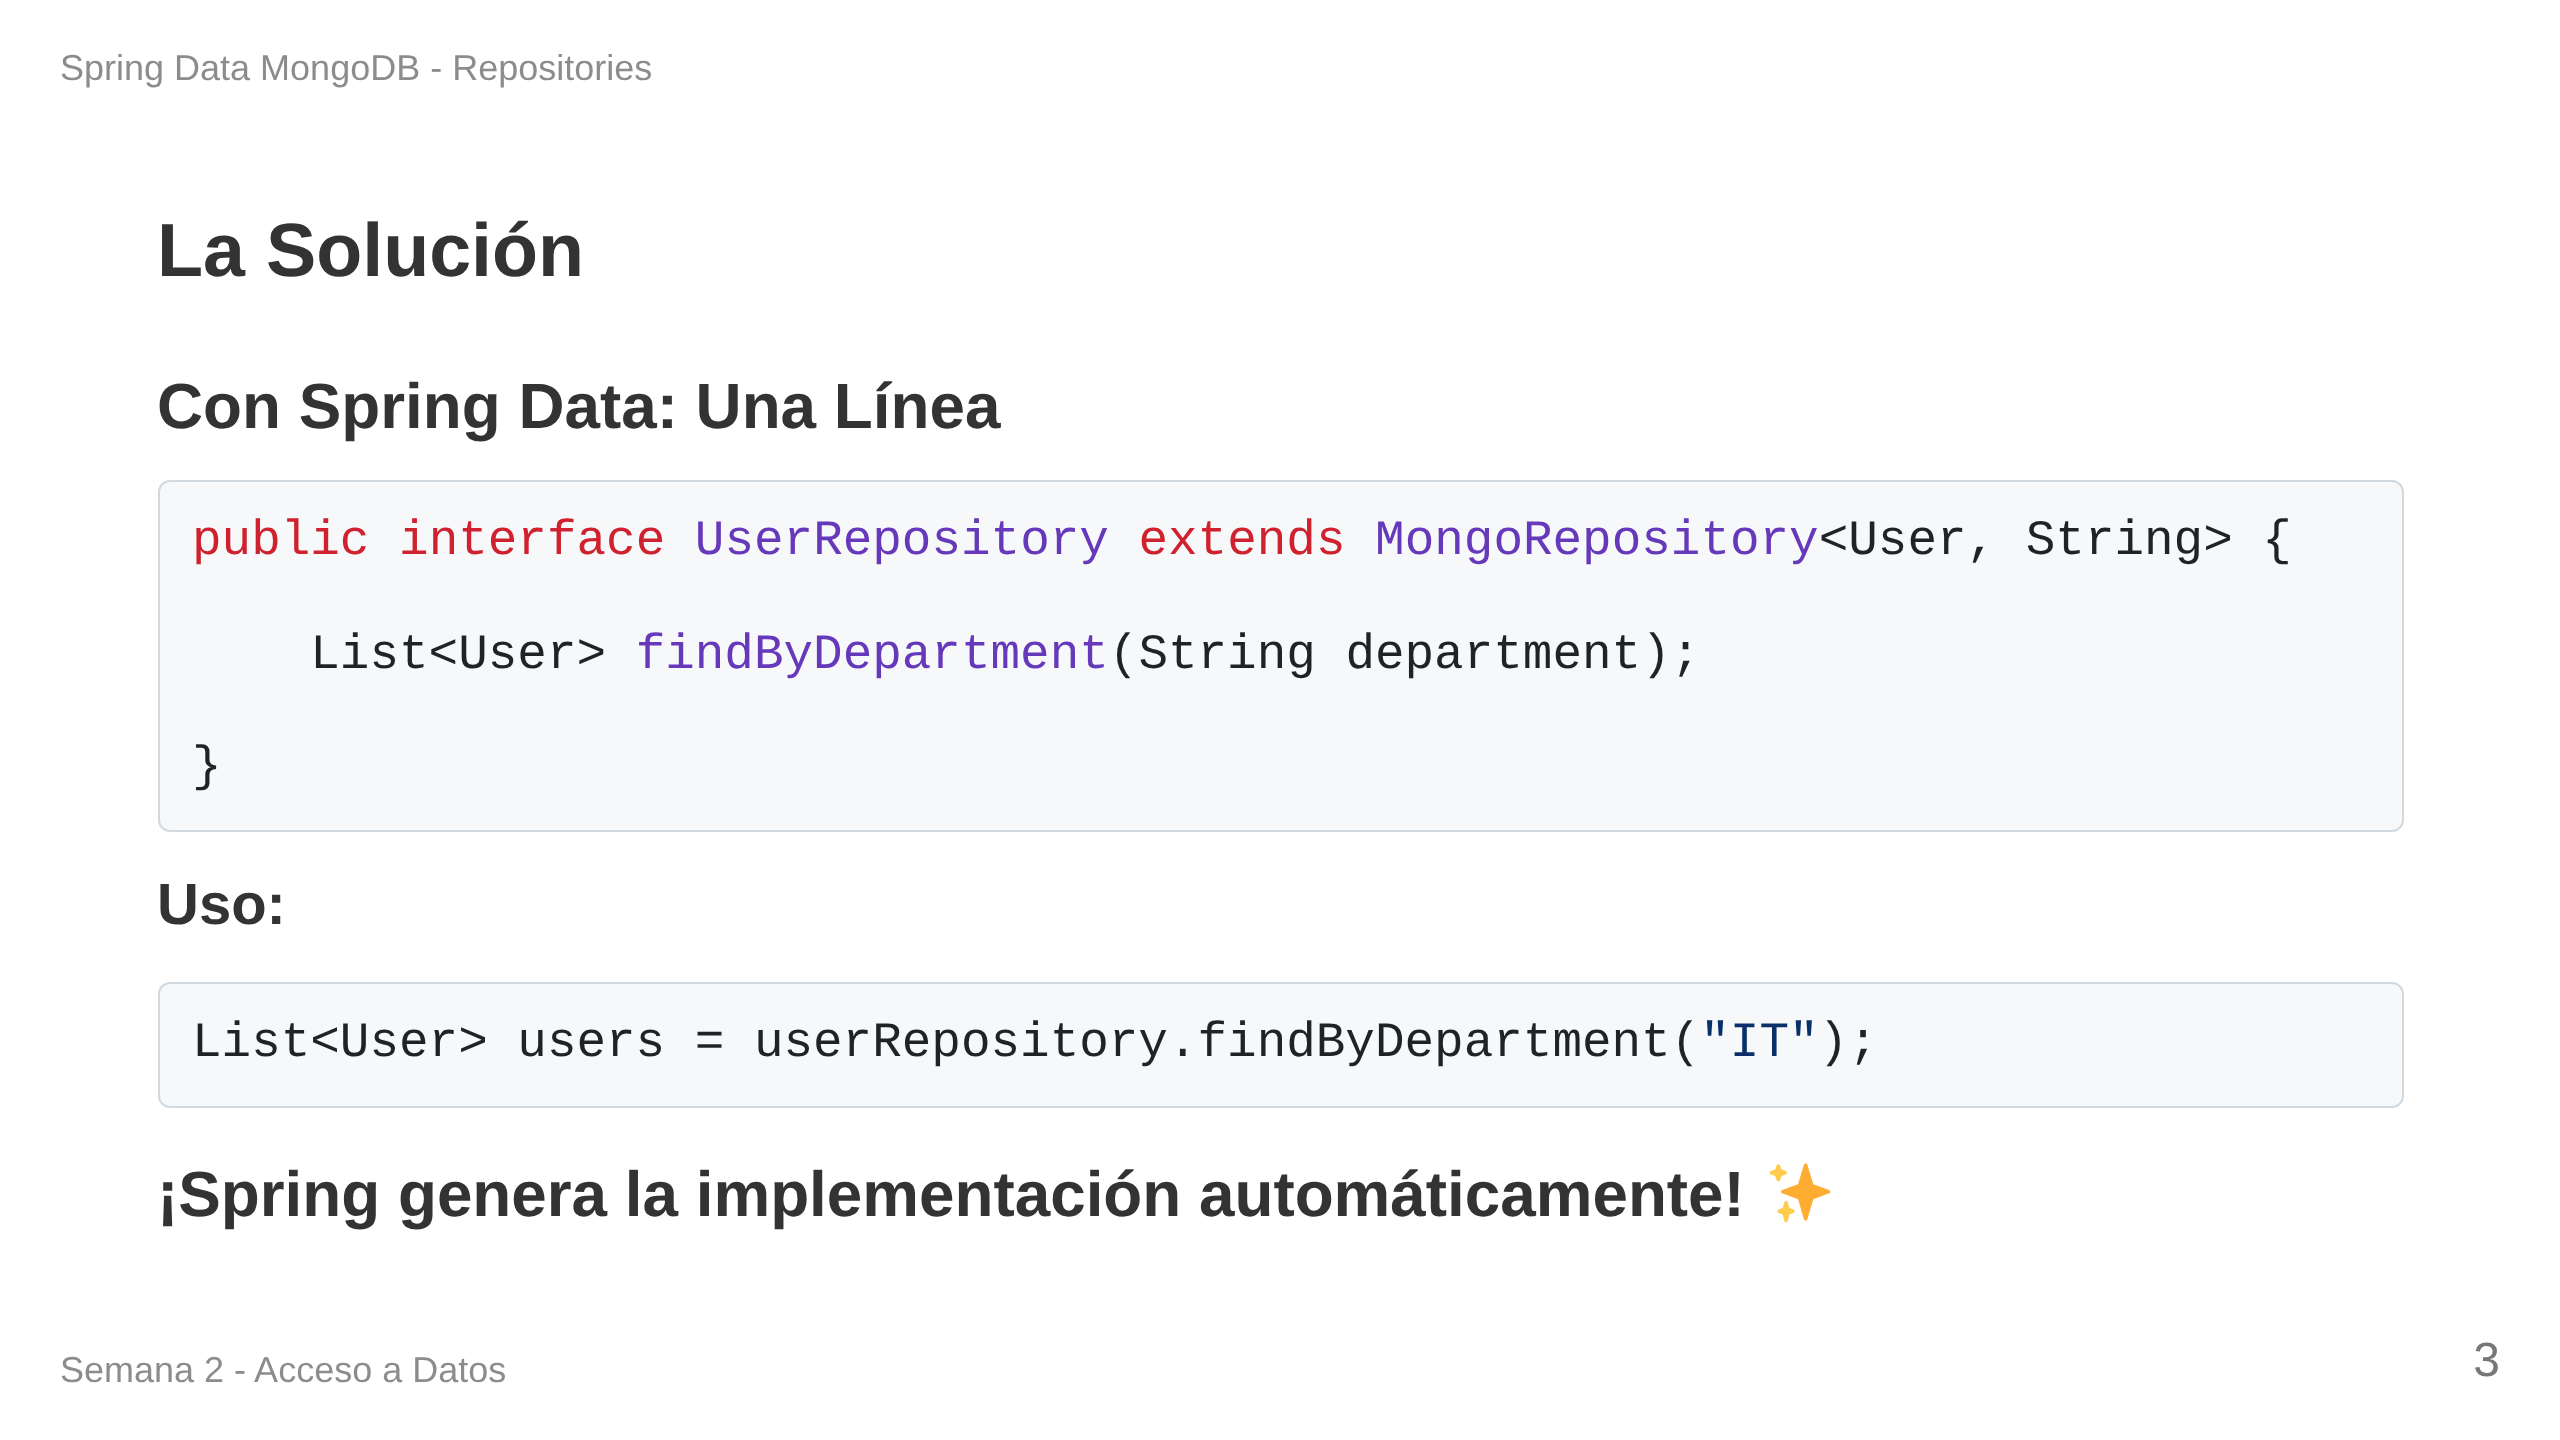 Spring Data MongoDB - Repositories
La Solución
Con Spring Data: Una Línea
public interface UserRepository extends MongoRepository<User, String> {
    List<User> findByDepartment(String department);
}
Uso:
List<User> users = userRepository.findByDepartment("IT");
¡Spring genera la implementación automáticamente! ✨
Semana 2 - Acceso a Datos
3